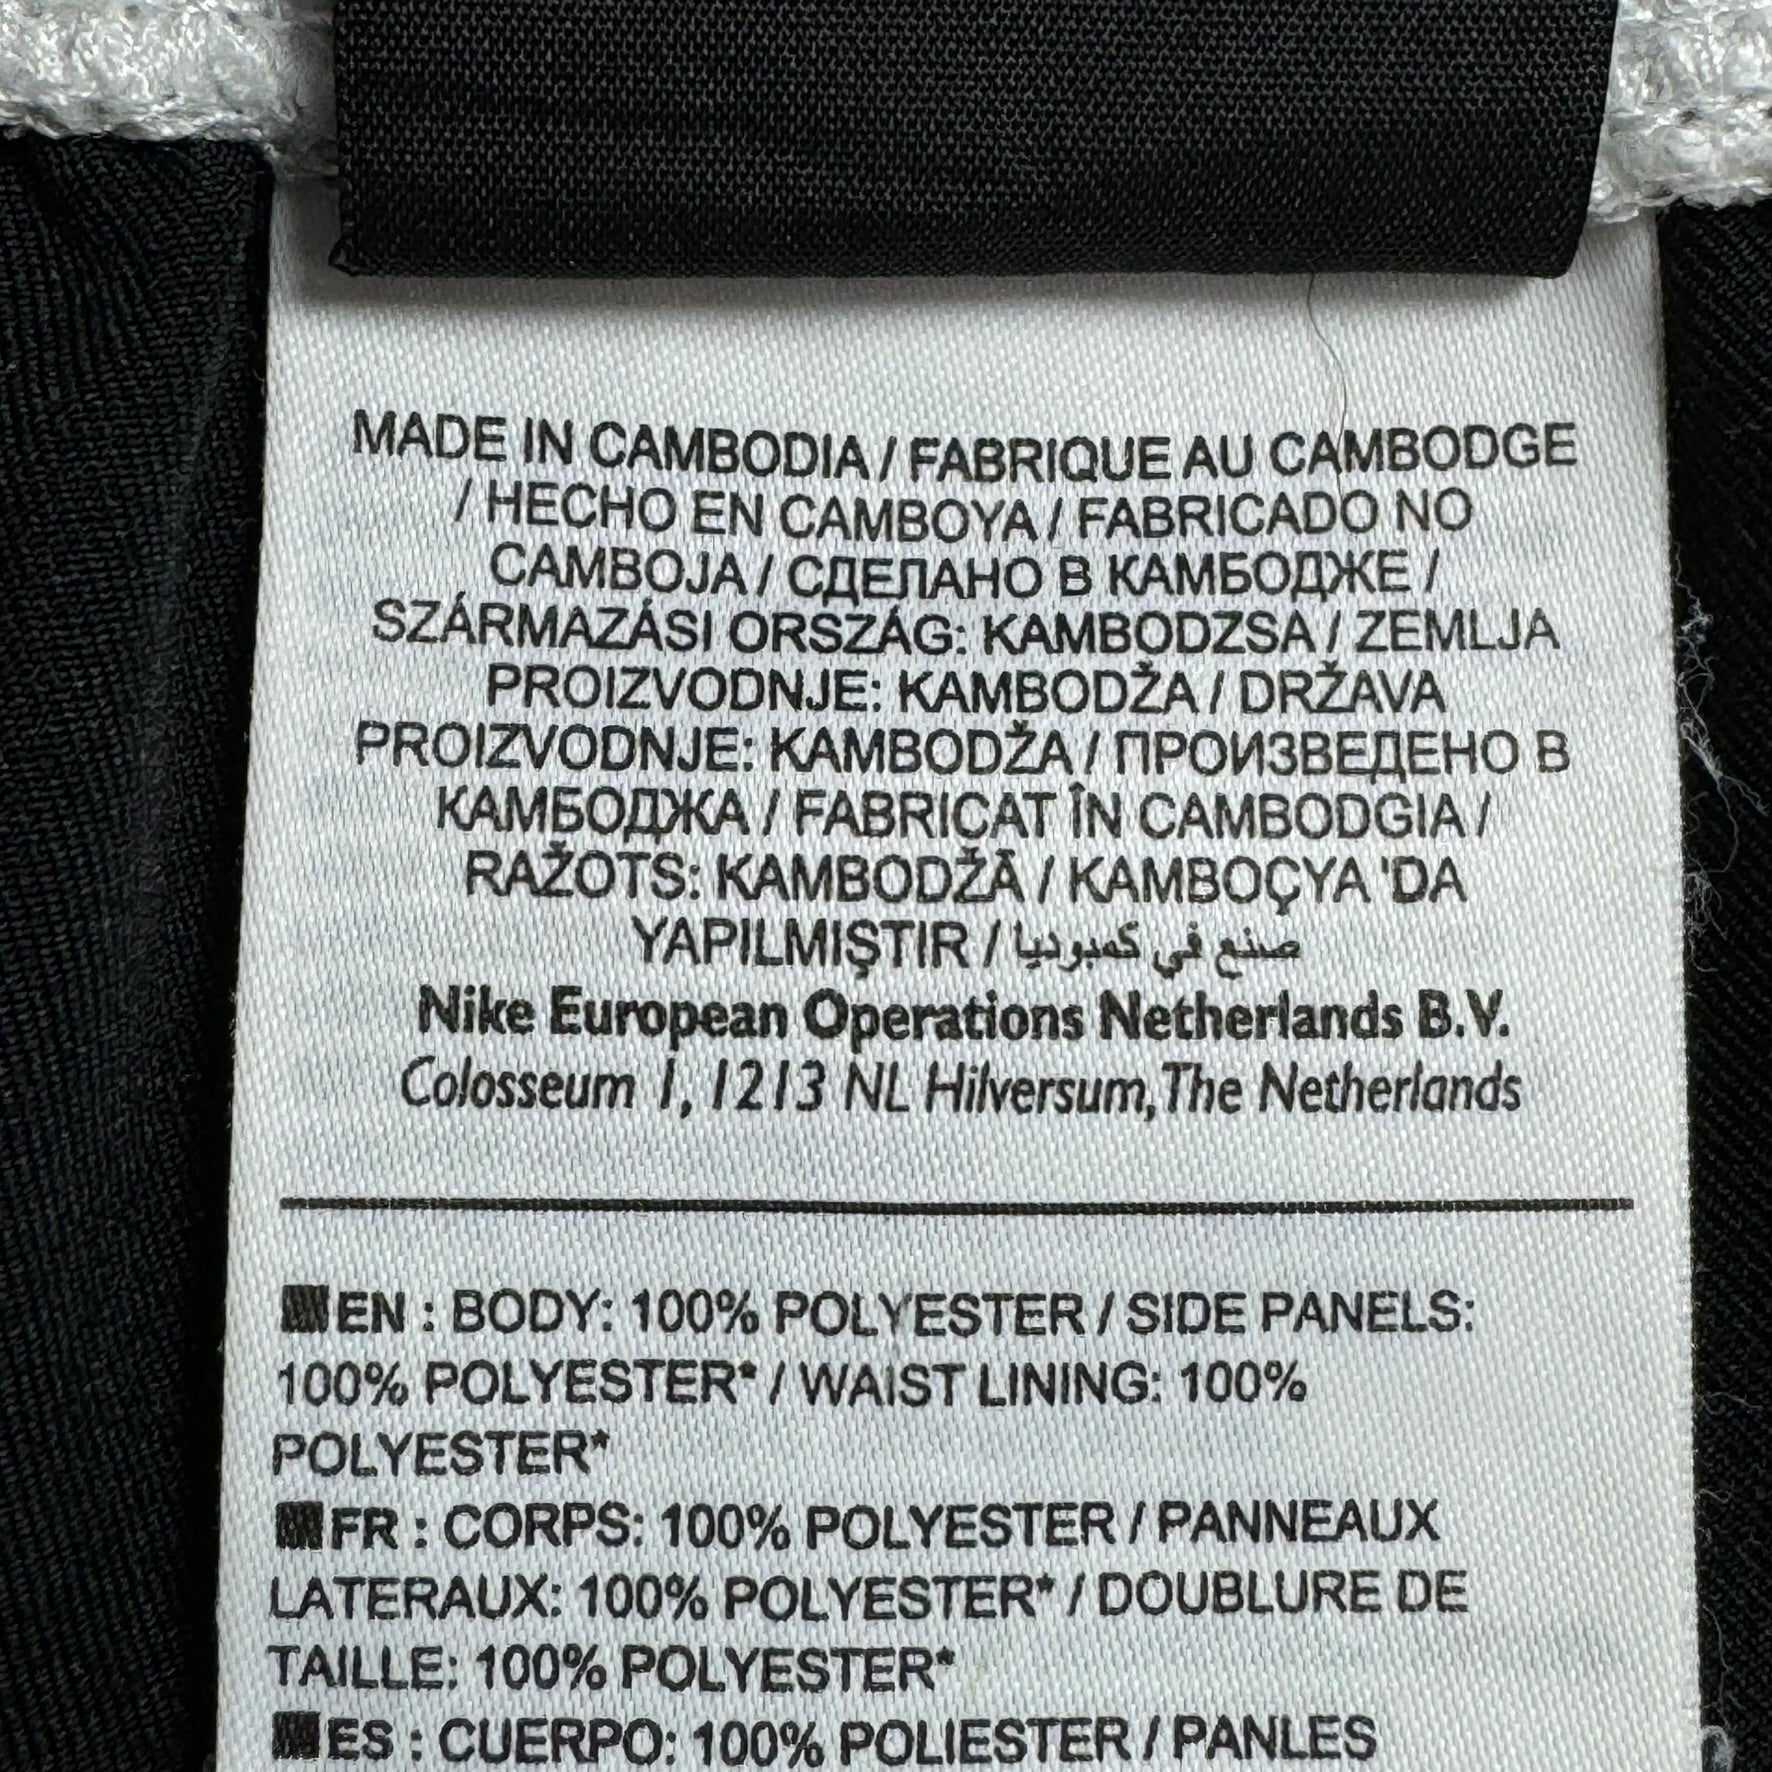 MADE IN CAMBODIA / FABRIQUE AU CAMBODGE
/ HECHO EN CAMBOYA / FABRICADO NO
CAMBOJA / СДЕЛАНО В КАМБОДЖЕ /
SZÁRMAZÁSI ORSZÁG: KAMBODZSA / ZEMLJA
PROIZVODNJE: KAMBODŽA / DRŽAVA
PROIZVODNJE: KAMBODŽA / ПРОИЗВЕДЕНО В
КАМБОДЖА / FABRICAT ÎN CAMBODGIA /
RAŽOTS: KAMBODŽĀ / KAMBOÇYA 'DA
YAPILMIŞTIR / صنع في كمبوديا
Nike European Operations Netherlands B.V.
Colosseum 1, 1213 NL Hilversum, The Netherlands
EN : BODY: 100% POLYESTER / SIDE PANELS:
100% POLYESTER* / WAIST LINING: 100%
POLYESTER*
FR : CORPS: 100% POLYESTER / PANNEAUX
LATERAUX: 100% POLYESTER* / DOUBLURE DE
TAILLE: 100% POLYESTER*
ES : CUERPO: 100% POLIESTER / PANLES